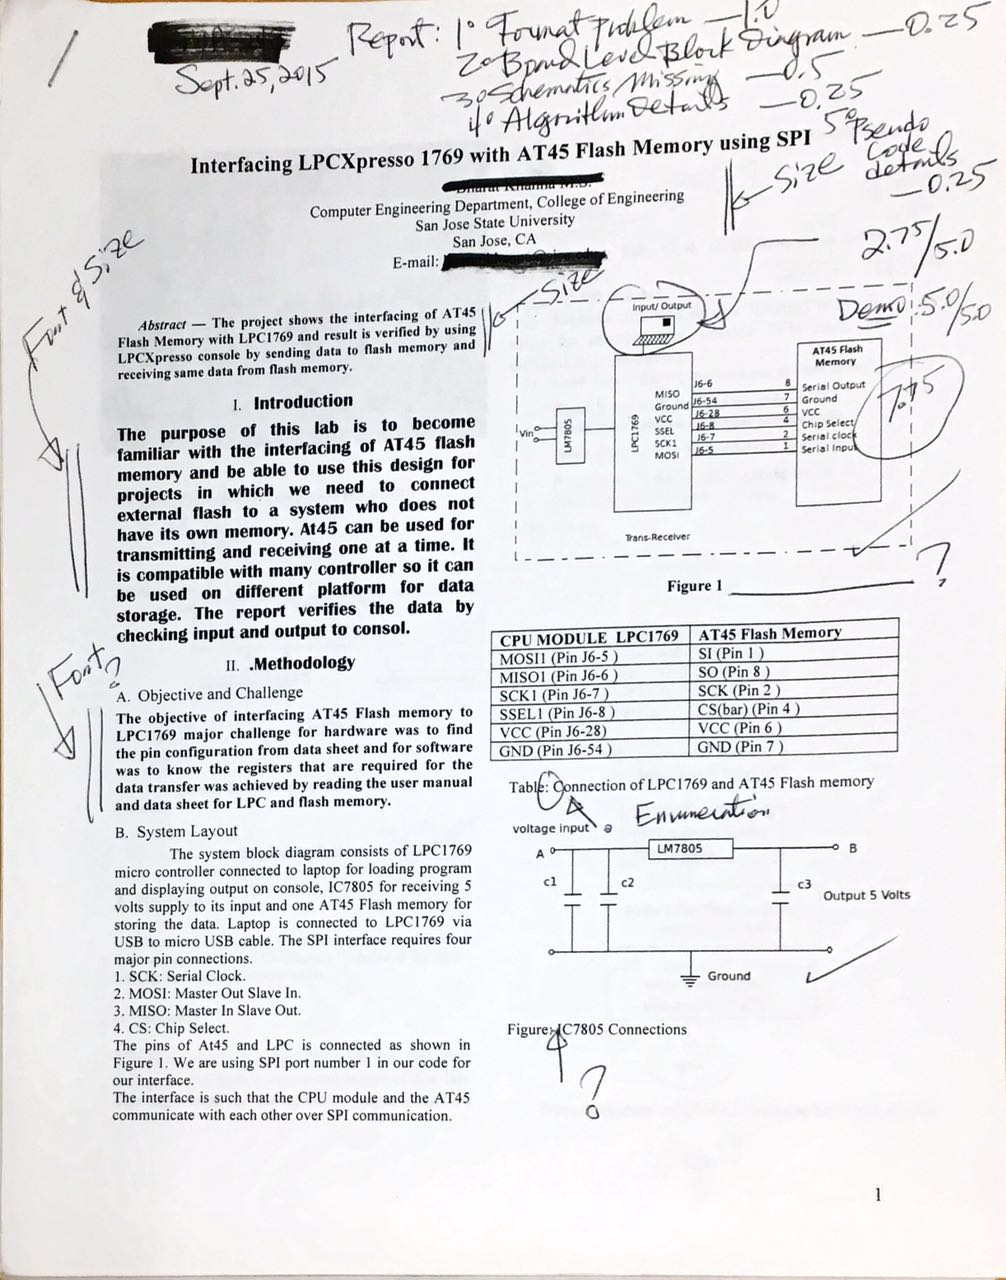 Report: 1° Format Problem — 1.0
Sept. 25, 2015
2° Board Level Block Diagram — 0.25
3° Schematics Missing — 0.5
4° Algorithm Details — 0.25
5° Pseudo
Code
details
— 0.25
Interfacing LPCXpresso 1769 with AT45 Flash Memory using SPI
Size
Computer Engineering Department, College of Engineering
San Jose State University
San Jose, CA
E-mail:
2.75/5.0
Demo: 5.0/5.0
7.75
Font & Size
Size
Abstract — The project shows the interfacing of AT45
Flash Memory with LPC1769 and result is verified by using
LPCXpresso console by sending data to flash memory and
receiving same data from flash memory.
I. Introduction
The purpose of this lab is to become
familiar with the interfacing of AT45 flash
memory and be able to use this design for
projects in which we need to connect
external flash to a system who does not
have its own memory. At45 can be used for
transmitting and receiving one at a time. It
is compatible with many controller so it can
be used on different platform for data
storage. The report verifies the data by
checking input and output to consol.
Font?
II. .Methodology
A. Objective and Challenge
The objective of interfacing AT45 Flash memory to
LPC1769 major challenge for hardware was to find
the pin configuration from data sheet and for software
was to know the registers that are required for the
data transfer was achieved by reading the user manual
and data sheet for LPC and flash memory.
B. System Layout
The system block diagram consists of LPC1769
micro controller connected to laptop for loading program
and displaying output on console, IC7805 for receiving 5
volts supply to its input and one AT45 Flash memory for
storing the data. Laptop is connected to LPC1769 via
USB to micro USB cable. The SPI interface requires four
major pin connections.
1. SCK: Serial Clock.
2. MOSI: Master Out Slave In.
3. MISO: Master In Slave Out.
4. CS: Chip Select.
The pins of At45 and LPC is connected as shown in
Figure 1. We are using SPI port number 1 in our code for
our interface.
The interface is such that the CPU module and the AT45
communicate with each other over SPI communication.
Input/ Output
AT45 Flash
Memory
Vin
LM7805
LPC1769
MISO J6-6 8 Serial Output
Ground J6-54 7 Ground
VCC J6-28 6 VCC
SSEL J6-8 4 Chip Select
SCK1 J6-7 2 Serial clock
MOSI J6-5 1 Serial Input
Trans-Receiver
Figure 1 ?
CPU MODULE LPC1769 AT45 Flash Memory
MOSI1 (Pin J6-5 ) SI (Pin 1 )
MISO1 (Pin J6-6 ) SO (Pin 8 )
SCK1 (Pin J6-7 ) SCK (Pin 2 )
SSEL1 (Pin J6-8 ) CS(bar) (Pin 4 )
VCC (Pin J6-28) VCC (Pin 6 )
GND (Pin J6-54 ) GND (Pin 7 )
Table: Connection of LPC1769 and AT45 Flash memory
Enumeration
voltage input
A LM7805 B
c1 c2 c3
Output 5 Volts
Ground
Figure: IC7805 Connections
?
1